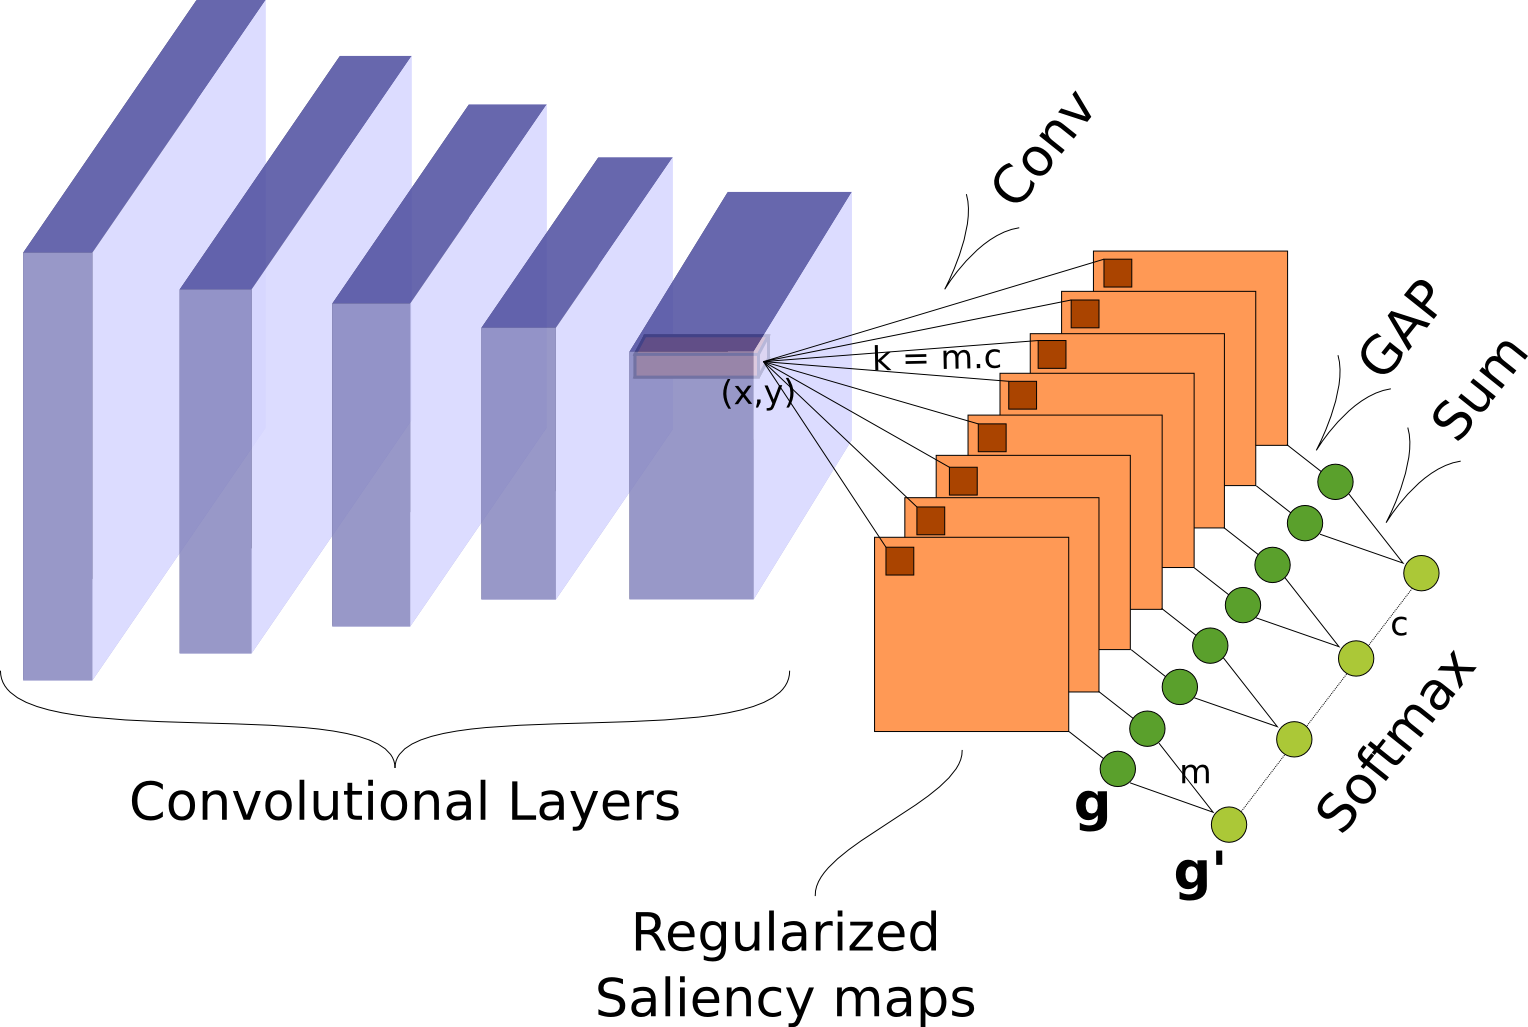 Conv
k = m.c
(x,y)
GAP
Sum
c
Softmax
m
g
g'
Convolutional Layers
Regularized
Saliency maps